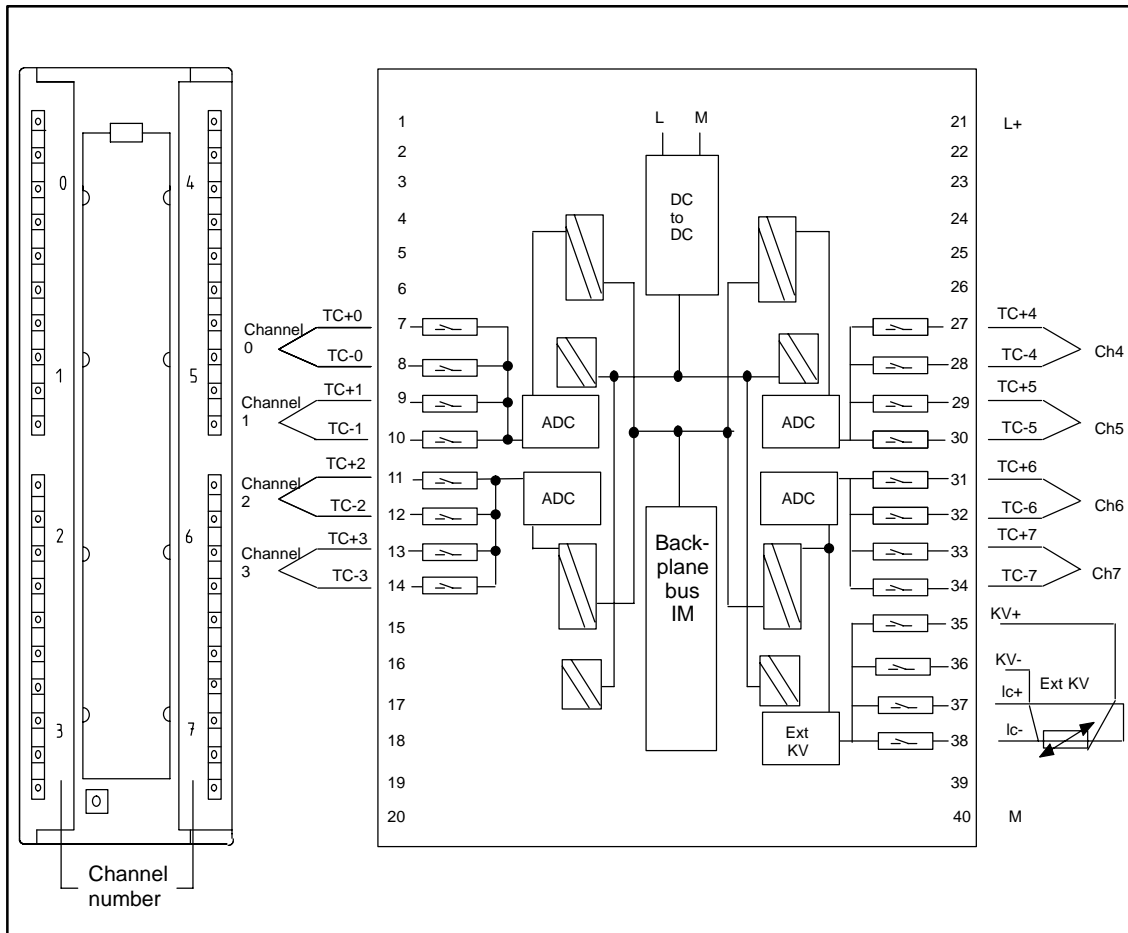 0
1
2
3
4
5
6
7
Channel
number
Channel
0
TC+0
TC-0
Channel
1
TC+1
TC-1
Channel
2
TC+2
TC-2
Channel
3
TC+3
TC-3
1
2
3
4
5
6
7
8
9
10
11
12
13
14
15
16
17
18
19
20
L M
DC
to
DC
ADC
ADC
ADC
ADC
Back-
plane
bus
IM
Ext
KV
21
22
23
24
25
26
27
28
29
30
31
32
33
34
35
36
37
38
39
40
L+
TC+4
TC-4
Ch4
TC+5
TC-5
Ch5
TC+6
TC-6
Ch6
TC+7
TC-7
Ch7
KV+
KV-
Ext KV
Ic+
Ic-
M